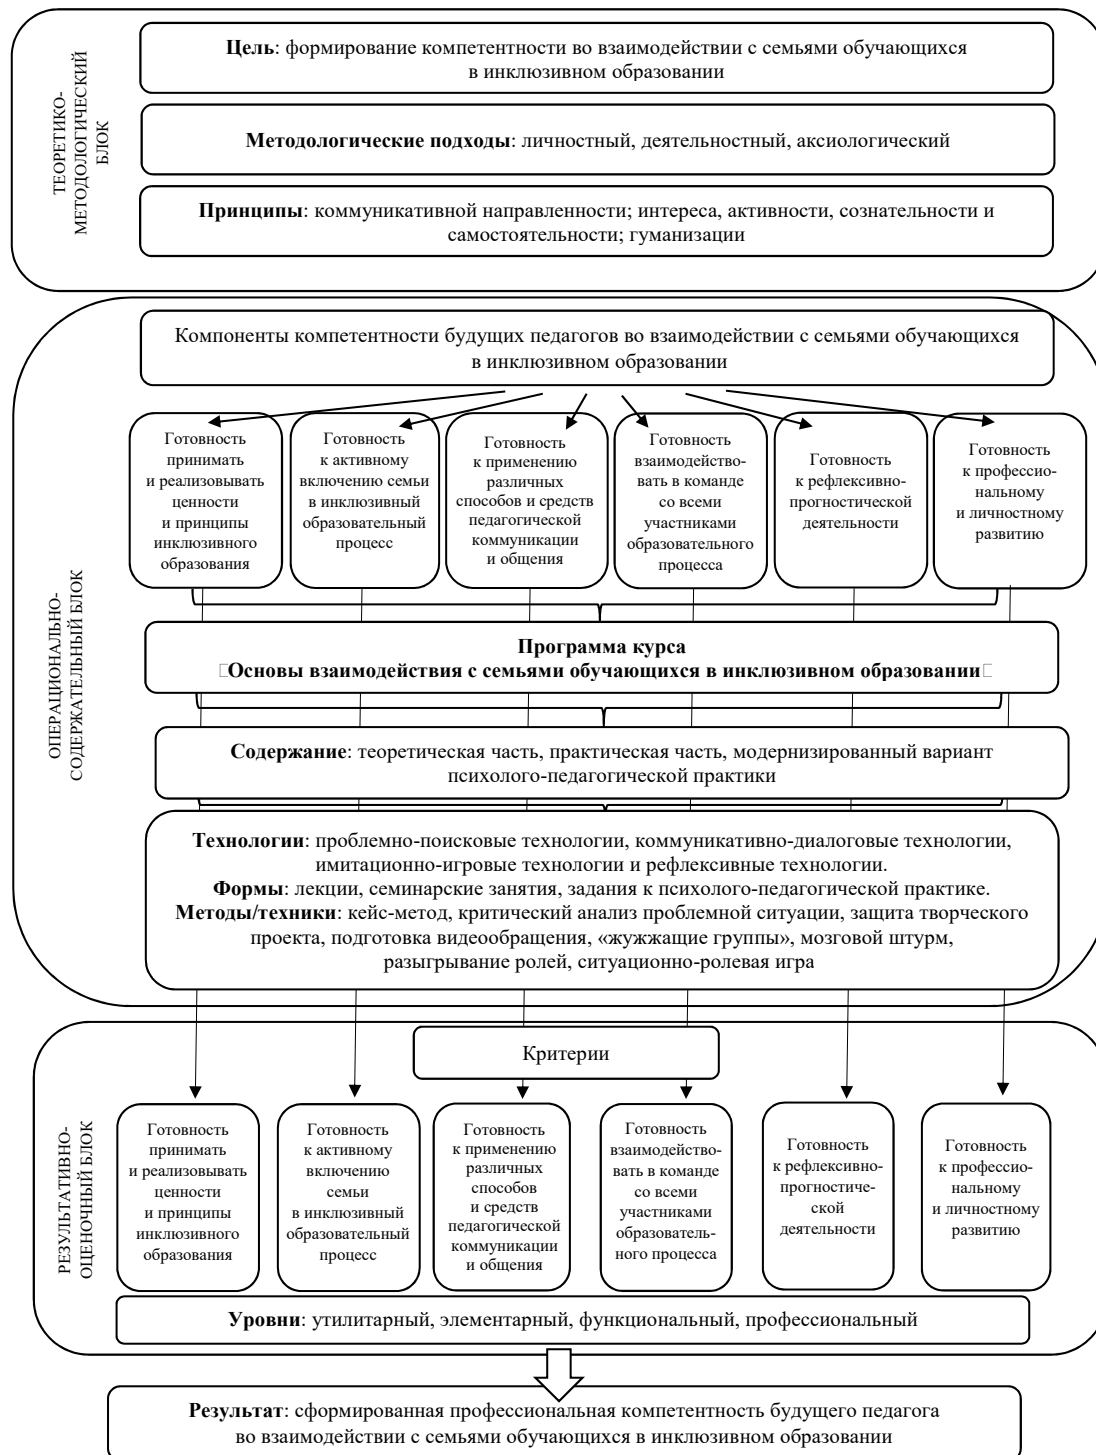 ТЕОРЕТИКО-
МЕТОДОЛОГИЧЕСКИЙ
БЛОК
Цель: формирование компетентности во взаимодействии с семьями обучающихся
в инклюзивном образовании
Методологические подходы: личностный, деятельностный, аксиологический
Принципы: коммуникативной направленности; интереса, активности, сознательности и
самостоятельности; гуманизации
ОПЕРАЦИОНАЛЬНО-
СОДЕРЖАТЕЛЬНЫЙ БЛОК
Компоненты компетентности будущих педагогов во взаимодействии с семьями обучающихся
в инклюзивном образовании
Готовность
принимать
и реализовывать
ценности
и принципы
инклюзивного
образования
Готовность
к активному
включению семьи
в инклюзивный
образовательный
процесс
Готовность
к применению
различных
способов и средств
педагогической
коммуникации
и общения
Готовность
взаимодейство-
вать в команде
со всеми
участниками
образовательного
процесса
Готовность
к рефлексивно-
прогностической
деятельности
Готовность
к профессио-
нальному
и личностному
развитию
Программа курса
Основы взаимодействия с семьями обучающихся в инклюзивном образовании
Содержание: теоретическая часть, практическая часть, модернизированный вариант
психолого-педагогической практики
Технологии: проблемно-поисковые технологии, коммуникативно-диалоговые технологии,
имитационно-игровые технологии и рефлексивные технологии.
Формы: лекции, семинарские занятия, задания к психолого-педагогической практике.
Методы/техники: кейс-метод, критический анализ проблемной ситуации, защита творческого
проекта, подготовка видеообращения, «жужжащие группы», мозговой штурм,
разыгрывание ролей, ситуационно-ролевая игра
РЕЗУЛЬТАТИВНО-
ОЦЕНОЧНЫЙ БЛОК
Критерии
Готовность
принимать
и реализовывать
ценности
и принципы
инклюзивного
образования
Готовность
к активному
включению
семьи
в инклюзивный
образовательный
процесс
Готовность
к применению
различных
способов
и средств
педагогической
коммуникации
и общения
Готовность
взаимодейство-
вать в команде
со всеми
участниками
образователь-
ного процесса
Готовность
к рефлексивно-
прогностиче-
ской
деятельности
Готовность
к профессио-
нальному
и личностному
развитию
Уровни: утилитарный, элементарный, функциональный, профессиональный
Результат: сформированная профессиональная компетентность будущего педагога
во взаимодействии с семьями обучающихся в инклюзивном образовании